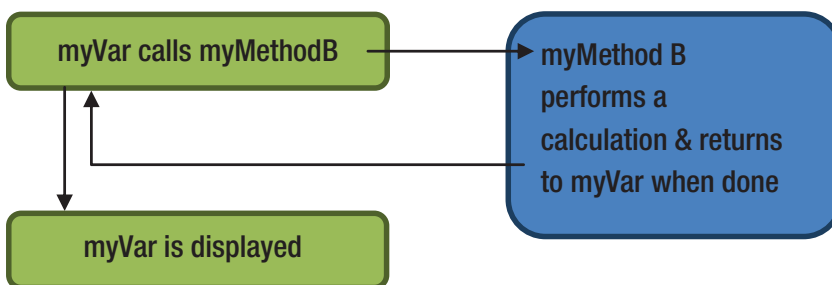 myVar calls myMethodB
myMethod B
performs a
calculation & returns
to myVar when done
myVar is displayed